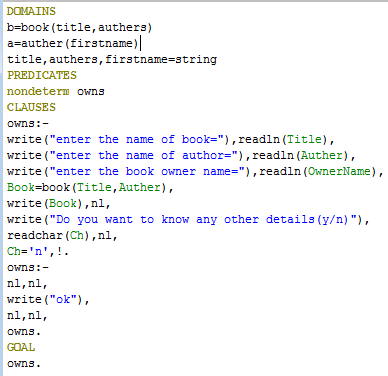 DOMAINS
b=book(title,authers)
a=auther(firstname)
title,authers,firstname=string
PREDICATES
nondeterm owns
CLAUSES
owns:-
write("enter the name of book="),readln(Title),
write("enter the name of author="),readln(Auther),
write("enter the book owner name="),readln(OwnerName),
Book=book(Title,Auther),
write(Book),nl,
write("Do you want to know any other details(y/n)"),
readchar(Ch),nl,
Ch='n',!.
owns:-
nl,nl,
write("ok"),
nl,nl,
owns.
GOAL
owns.